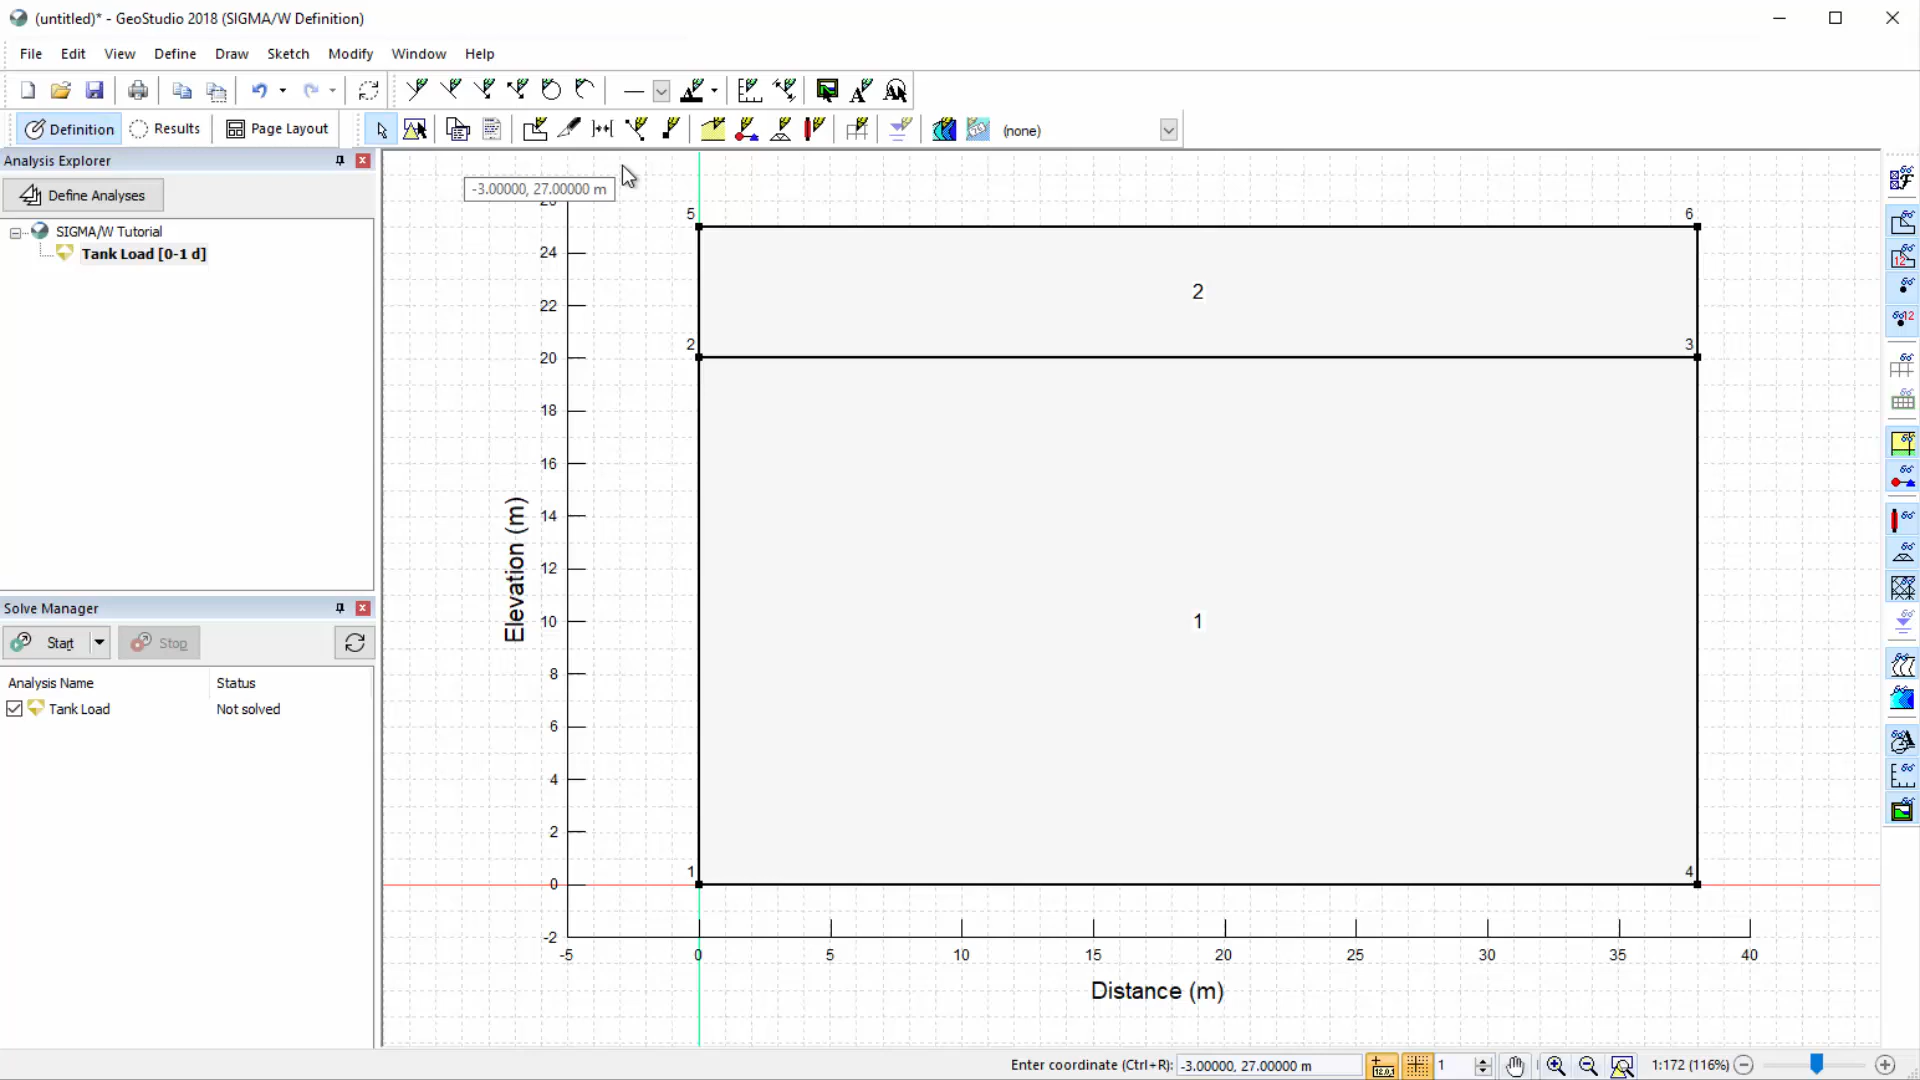 (untitled)* - GeoStudio 2018 (SIGMA/W Definition)
File Edit View Define Draw Sketch Modify Window Help
Definition Results Page Layout (none)
Analysis Explorer
Define Analyses
SIGMA/W Tutorial
Tank Load [0-1 d]
Solve Manager
Start Stop
Analysis Name Status
Tank Load Not solved
-3.00000, 27.00000 m
26
5 6
24
2
22
2 3
20
18
16
14
12
10
1
8
6
4
2
1 4
0
-2
Elevation (m)
-5 0 5 10 15 20 25 30 35 40
Distance (m)
Enter coordinate (Ctrl+R): -3.00000, 27.00000 m 1 1:172 (116%)